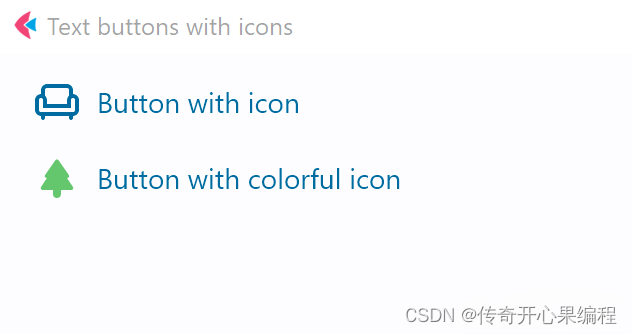 Text buttons with icons
Button with icon
Button with colorful icon
CSDN @传奇开心果编程